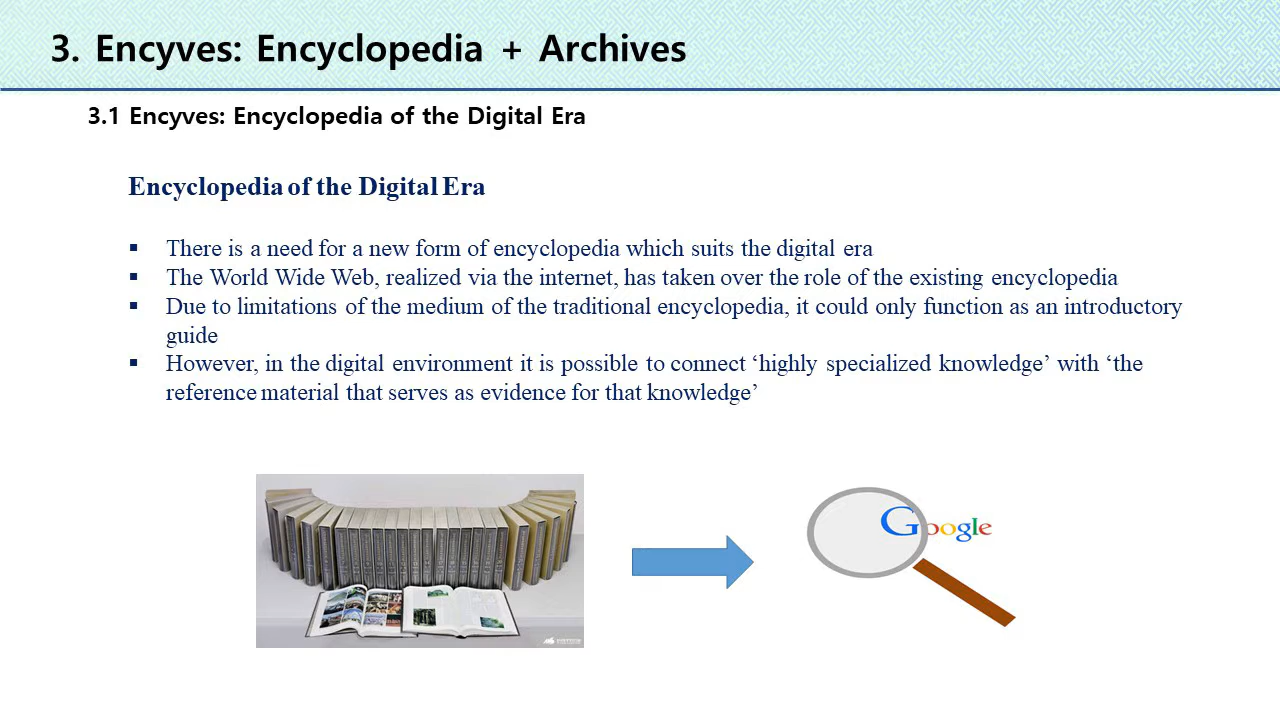 3. Encyves: Encyclopedia + Archives
3.1 Encyves: Encyclopedia of the Digital Era
Encyclopedia of the Digital Era
▪ There is a need for a new form of encyclopedia which suits the digital era
▪ The World Wide Web, realized via the internet, has taken over the role of the existing encyclopedia
▪ Due to limitations of the medium of the traditional encyclopedia, it could only function as an introductory
guide
▪ However, in the digital environment it is possible to connect ‘highly specialized knowledge’ with ‘the
reference material that serves as evidence for that knowledge’
Google